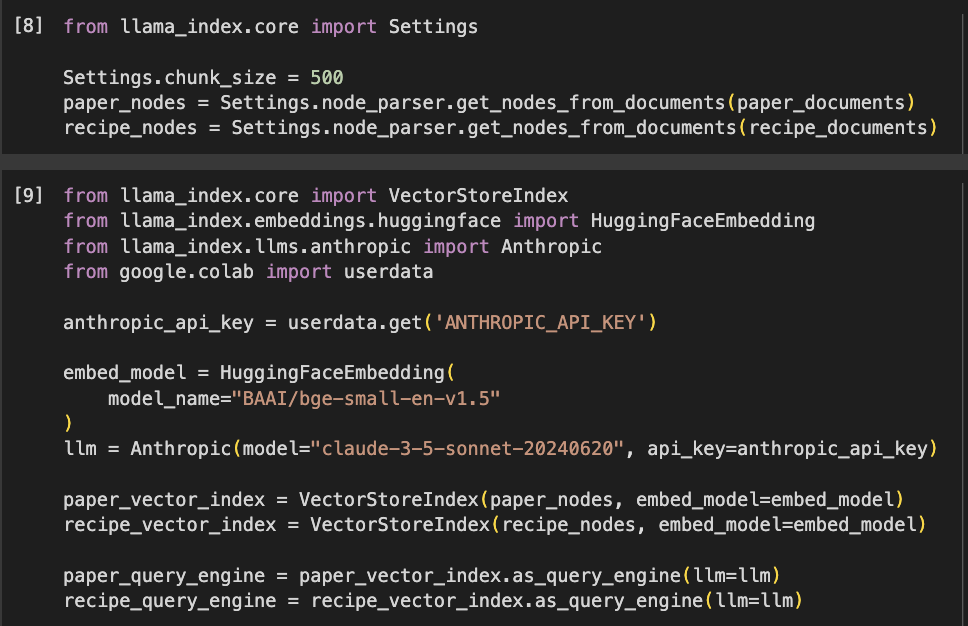 [8] from llama_index.core import Settings
Settings.chunk_size = 500
paper_nodes = Settings.node_parser.get_nodes_from_documents(paper_documents)
recipe_nodes = Settings.node_parser.get_nodes_from_documents(recipe_documents)
[9] from llama_index.core import VectorStoreIndex
from llama_index.embeddings.huggingface import HuggingFaceEmbedding
from llama_index.llms.anthropic import Anthropic
from google.colab import userdata
anthropic_api_key = userdata.get('ANTHROPIC_API_KEY')
embed_model = HuggingFaceEmbedding(
    model_name="BAAI/bge-small-en-v1.5"
)
llm = Anthropic(model="claude-3-5-sonnet-20240620", api_key=anthropic_api_key)
paper_vector_index = VectorStoreIndex(paper_nodes, embed_model=embed_model)
recipe_vector_index = VectorStoreIndex(recipe_nodes, embed_model=embed_model)
paper_query_engine = paper_vector_index.as_query_engine(llm=llm)
recipe_query_engine = recipe_vector_index.as_query_engine(llm=llm)